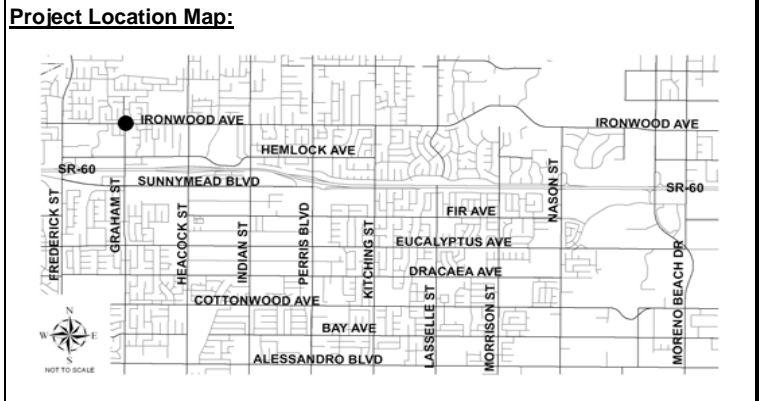 Project Location Map:
IRONWOOD AVE
IRONWOOD AVE
HEMLOCK AVE
SR-60
SUNNYMEAD BLVD
SR-60
FREDERICK ST
GRAHAM ST
HEACOCK ST
INDIAN ST
PERRIS BLVD
KITCHING ST
NASON ST
FIR AVE
EUCALYPTUS AVE
DRACAEA AVE
COTTONWOOD AVE
LASSELLE ST
MORRISON ST
MORENO BEACH DR
BAY AVE
ALESSANDRO BLVD
N
W
E
S
NOT TO SCALE